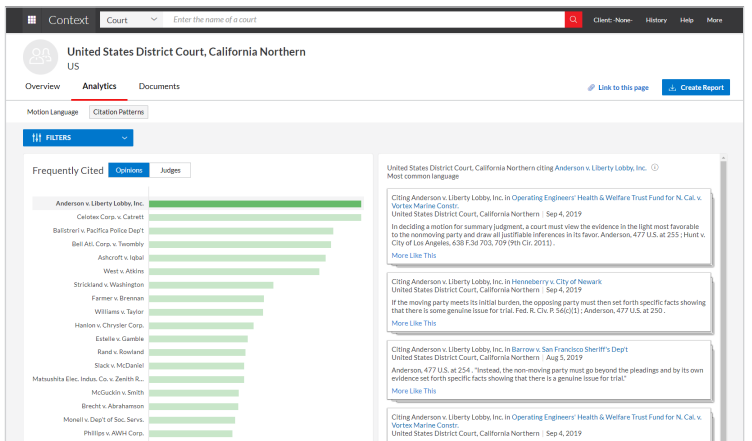 Context
Court
Enter the name of a court
Client: -None-
History
Help
More
United States District Court, California Northern
US
Overview
Analytics
Documents
Link to this page
Create Report
Motion Language
Citation Patterns
FILTERS
Frequently Cited
Opinions
Judges
Anderson v. Liberty Lobby, Inc.
Celotex Corp. v. Catrett
Balistreri v. Pacifica Police Dep't
Bell Atl. Corp. v. Twombly
Ashcroft v. Iqbal
West v. Atkins
Strickland v. Washington
Farmer v. Brennan
Williams v. Taylor
Hanlon v. Chrysler Corp.
Estelle v. Gamble
Rand v. Rowland
Slack v. McDaniel
Matsushita Elec. Indus. Co. v. Zenith R...
McGuckin v. Smith
Brecht v. Abrahamson
Monell v. Dep't of Soc. Servs.
Phillips v. AWH Corp.
United States District Court, California Northern citing Anderson v. Liberty Lobby, Inc.
Most common language
Citing Anderson v. Liberty Lobby, Inc. in Operating Engineers' Health & Welfare Trust Fund for N. Cal. v.
Vortex Marine Constr.
United States District Court, California Northern | Sep 4, 2019
In deciding a motion for summary judgment, a court must view the evidence in the light most favorable
to the nonmoving party and draw all justifiable inferences in its favor. Anderson, 477 U.S. at 255 ; Hunt v.
City of Los Angeles, 638 F.3d 703, 709 (9th Cir. 2011) .
More Like This
Citing Anderson v. Liberty Lobby, Inc. in Henneberry v. City of Newark
United States District Court, California Northern | Sep 4, 2019
If the moving party meets its initial burden, the opposing party must then set forth specific facts showing
that there is some genuine issue for trial. Fed. R. Civ. P. 56(c)(1) ; Anderson, 477 U.S. at 250 .
More Like This
Citing Anderson v. Liberty Lobby, Inc. in Barrow v. San Francisco Sheriff's Dep't
United States District Court, California Northern | Aug 5, 2019
Anderson, 477 U.S. at 254 . "Instead, the non-moving party must go beyond the pleadings and by its own
evidence set forth specific facts showing that there is a genuine issue for trial."
More Like This
Citing Anderson v. Liberty Lobby, Inc. in Operating Engineers' Health & Welfare Trust Fund for N. Cal. v.
Vortex Marine Constr.
United States District Court, California Northern | Sep 4, 2019